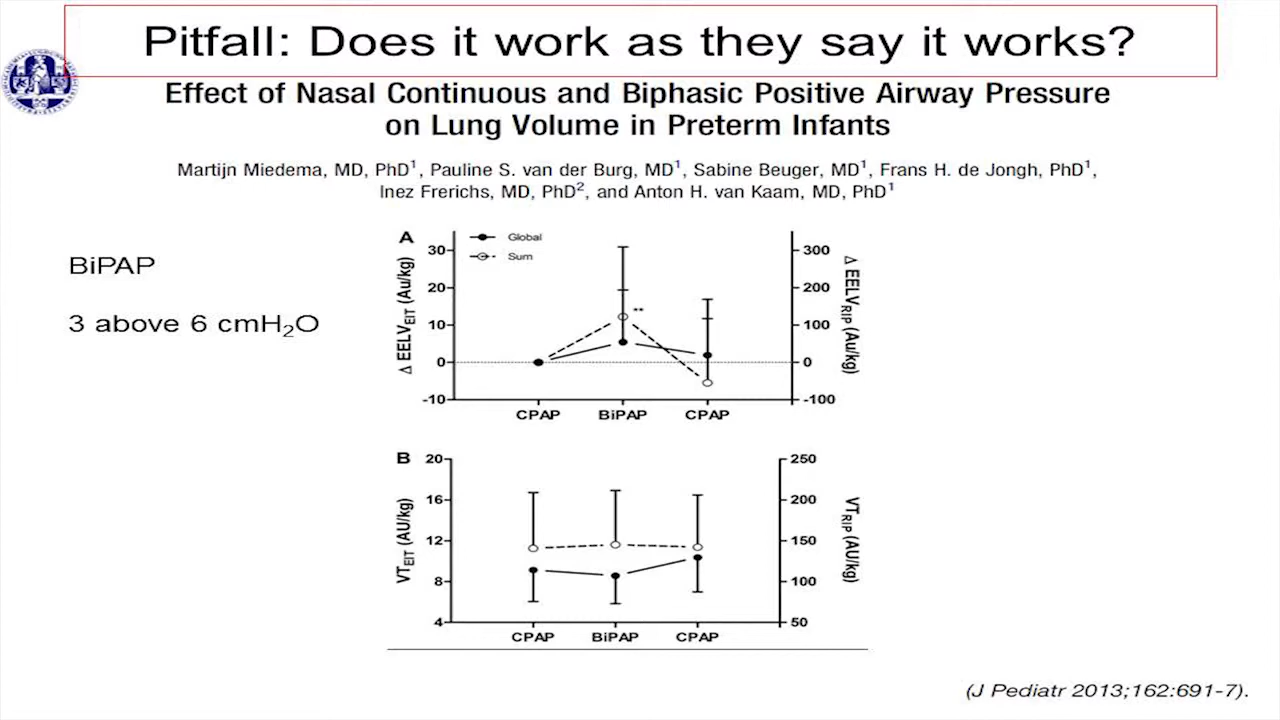 Pitfall: Does it work as they say it works?
Effect of Nasal Continuous and Biphasic Positive Airway Pressure
on Lung Volume in Preterm Infants
Martijn Miedema, MD, PhD1, Pauline S. van der Burg, MD1, Sabine Beuger, MD1, Frans H. de Jongh, PhD1,
Inez Frerichs, MD, PhD2, and Anton H. van Kaam, MD, PhD1
BiPAP
3 above 6 cmH2O
A
Global
Sum
30
20
10
0
-10
Δ EELVEIT (Au/kg)
**
300
200
100
0
-100
Δ EELVRIP (Au/kg)
CPAP BiPAP CPAP
B
20
16
12
8
4
VTEIT (AU/kg)
250
200
150
100
50
VTRIP (AU/kg)
CPAP BiPAP CPAP
(J Pediatr 2013;162:691-7).